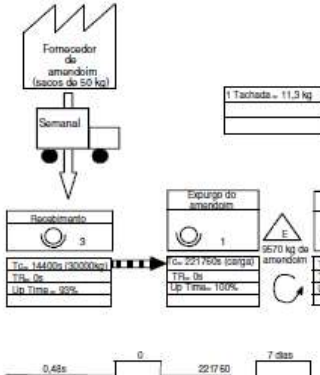 Fornecedor
de
amendoim
(sacos de 50 kg)
1 Tachada = 11,3 kg
Semanal
Recebimento
3
Tc= 14400s (30000kg)
TR= 0s
Up Time= 93%
Expurgo do
amendoim
1
Tc= 221760s (carga)
TR= 0s
Up Time= 100%
E
9570 kg de
amendoim
0,48s
0
221760
7 dias